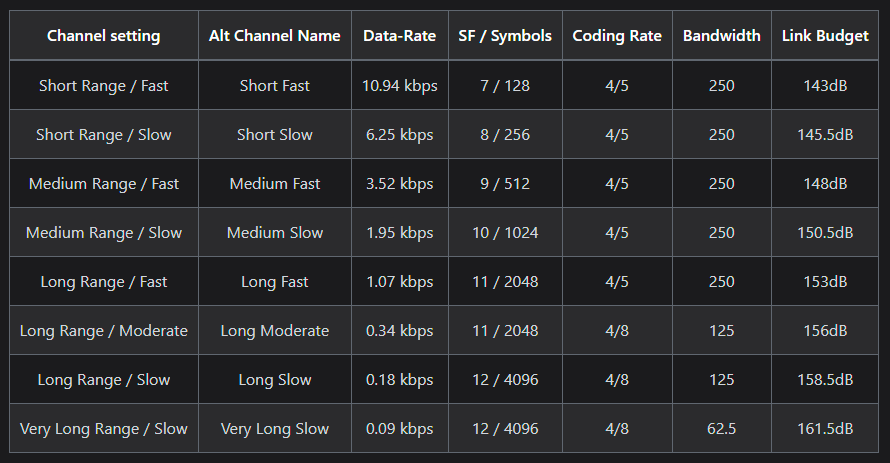 Channel setting Alt Channel Name Data-Rate SF / Symbols Coding Rate Bandwidth Link Budget
Short Range / Fast Short Fast 10.94 kbps 7 / 128 4/5 250 143dB
Short Range / Slow Short Slow 6.25 kbps 8 / 256 4/5 250 145.5dB
Medium Range / Fast Medium Fast 3.52 kbps 9 / 512 4/5 250 148dB
Medium Range / Slow Medium Slow 1.95 kbps 10 / 1024 4/5 250 150.5dB
Long Range / Fast Long Fast 1.07 kbps 11 / 2048 4/5 250 153dB
Long Range / Moderate Long Moderate 0.34 kbps 11 / 2048 4/8 125 156dB
Long Range / Slow Long Slow 0.18 kbps 12 / 4096 4/8 125 158.5dB
Very Long Range / Slow Very Long Slow 0.09 kbps 12 / 4096 4/8 62.5 161.5dB